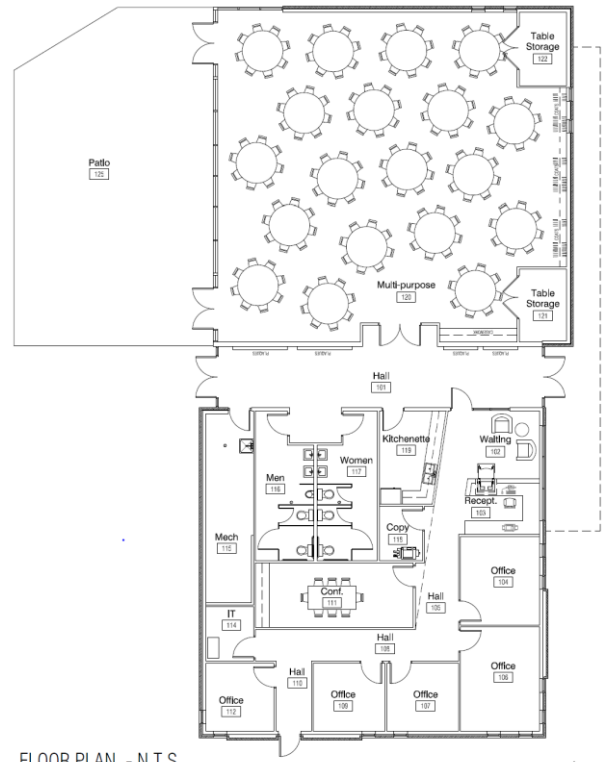 Table
Storage
122
Patio
125
Multi-purpose
120
Table
Storage
121
Hall
101
Kitchenette
119
Waiting
102
Women
117
Men
116
Recept.
103
Copy
118
Mech
115
Office
104
Conf.
111
Hall
105
IT
114
Hall
108
Office
106
Hall
110
Office
112
Office
109
Office
107
FLOOR PLAN - N.T.S.